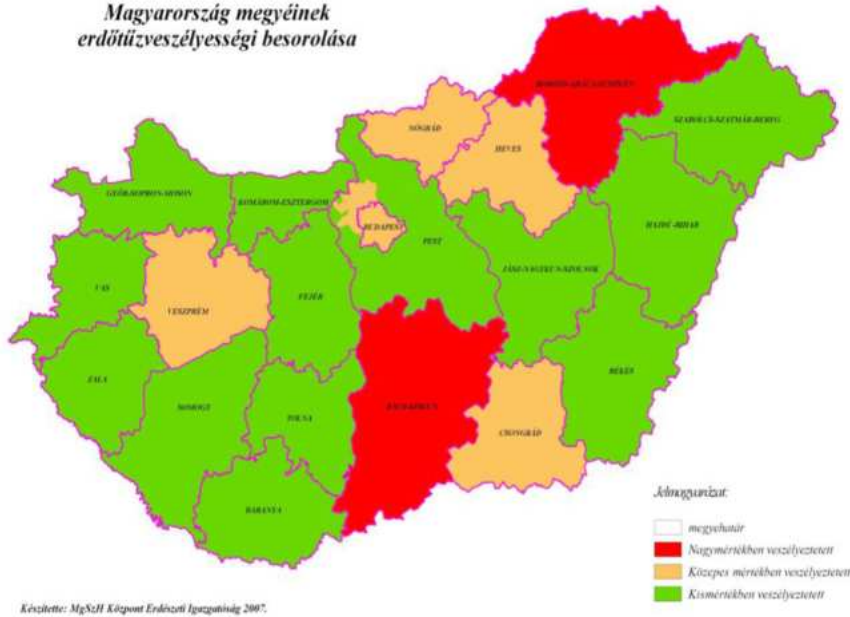 Magyarország megyéinek
erdőtűzveszélyességi besorolása
BORSOD-ABAÚJ-ZEMPLÉN
SZABOLCS-SZATMÁR-BEREG
NÓGRÁD
HEVES
GYŐR-SOPRON-MOSON
KOMÁROM-ESZTERGOM
BUDAPEST
PEST
HAJDÚ-BIHAR
JÁSZ-NAGYKUN-SZOLNOK
VAS
VESZPRÉM
FEJÉR
ZALA
SOMOGY
TOLNA
BÁCS-KISKUN
BÉKÉS
CSONGRÁD
BARANYA
Jelmagyarázat:
megyehatár
Nagymértékben veszélyeztetett
Közepes mértékben veszélyeztetett
Kismértékben veszélyeztetett
Készítette: MgSzH Központ Erdészeti Igazgatóság 2007.